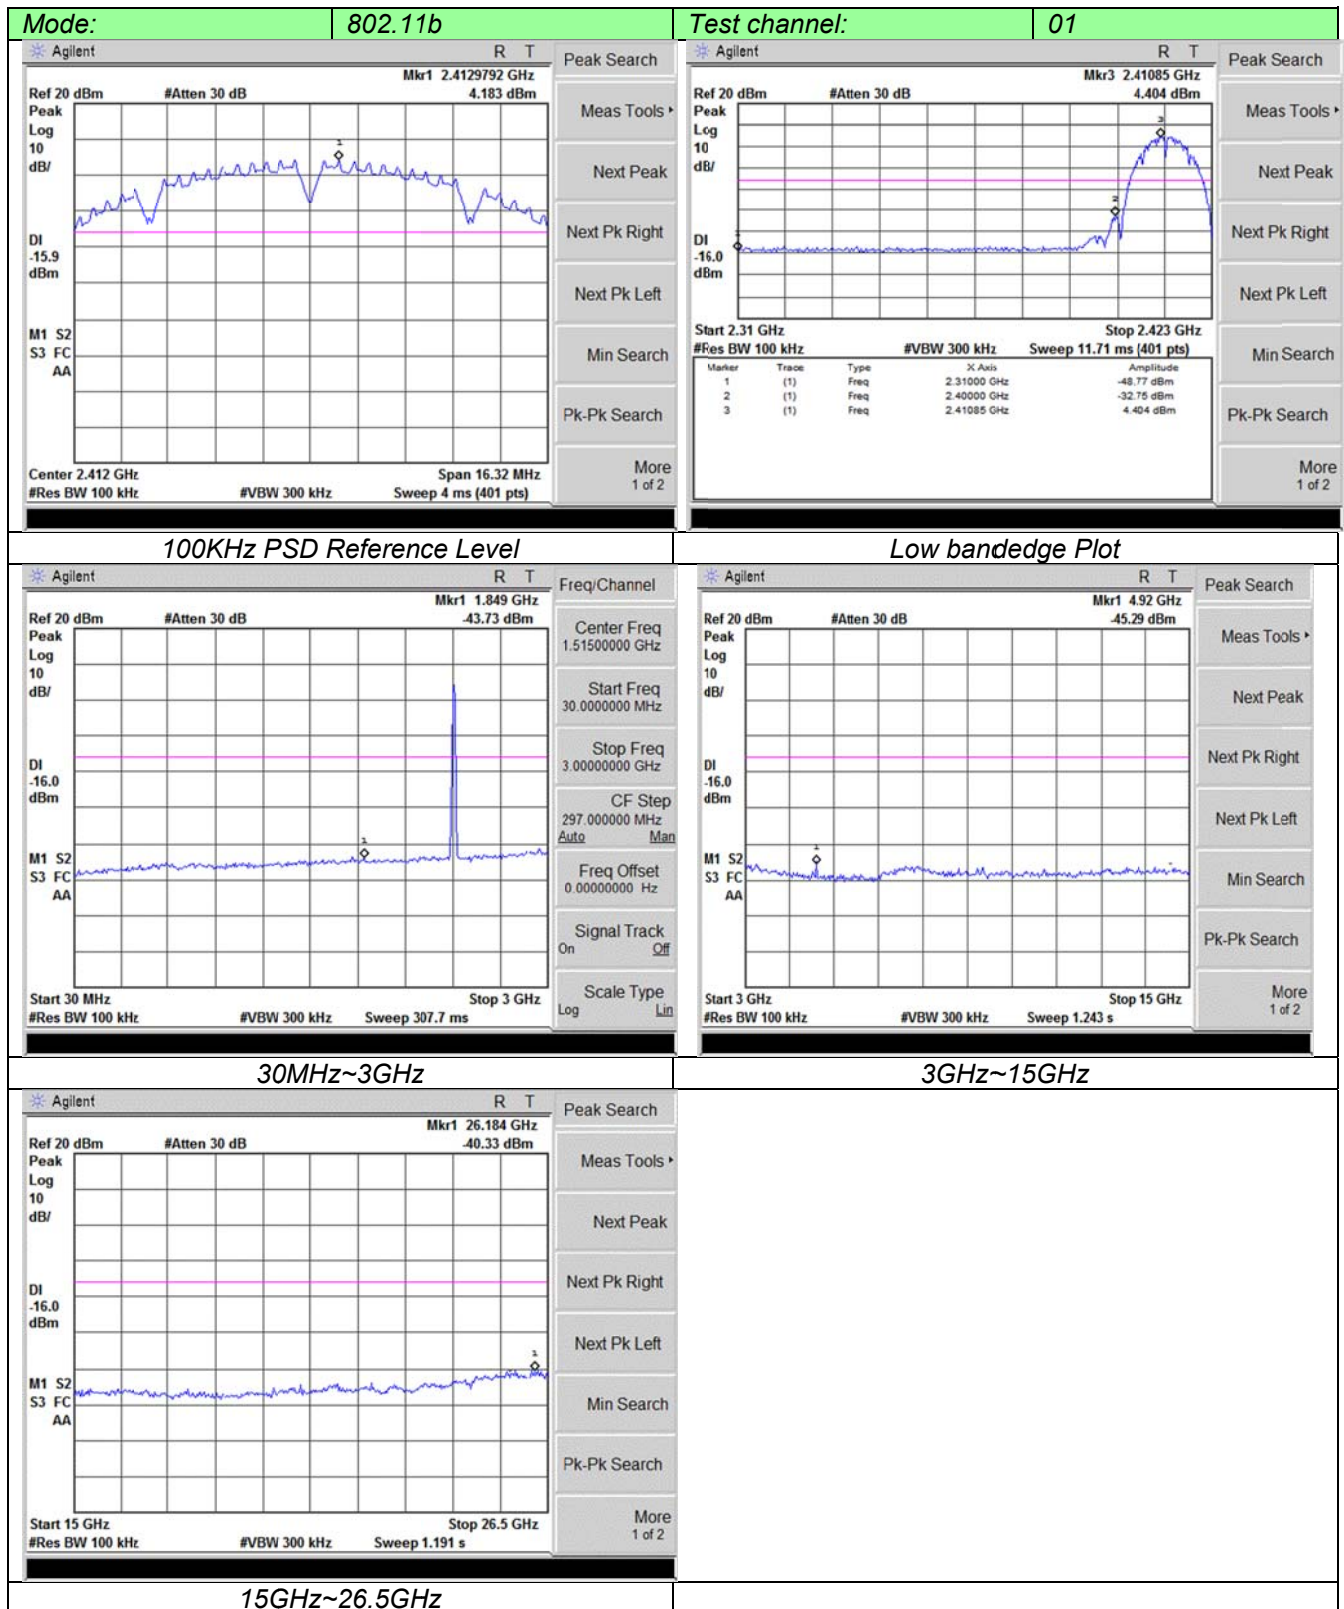 Mode: 802.11b Test channel: 01
Agilent R T
Mkr1 2.4129792 GHz
Ref 20 dBm #Atten 30 dB 4.183 dBm
Peak
Log
10
dB/
1
DI
-15.9
dBm
M1 S2
S3 FC
AA
Center 2.412 GHz Span 16.32 MHz
#Res BW 100 kHz #VBW 300 kHz Sweep 4 ms (401 pts)
Peak Search
Meas Tools
Next Peak
Next Pk Right
Next Pk Left
Min Search
Pk-Pk Search
More
1 of 2
Agilent R T
Mkr3 2.41085 GHz
Ref 20 dBm #Atten 30 dB 4.404 dBm
Peak
Log
10
dB/
3
2
1
DI
-16.0
dBm
Start 2.31 GHz Stop 2.423 GHz
#Res BW 100 kHz #VBW 300 kHz Sweep 11.71 ms (401 pts)
Marker Trace Type X Axis Amplitude
1 (1) Freq 2.31000 GHz -48.77 dBm
2 (1) Freq 2.40000 GHz -32.75 dBm
3 (1) Freq 2.41085 GHz 4.404 dBm
Peak Search
Meas Tools
Next Peak
Next Pk Right
Next Pk Left
Min Search
Pk-Pk Search
More
1 of 2
100KHz PSD Reference Level Low bandedge Plot
Agilent R T
Mkr1 1.849 GHz
Ref 20 dBm #Atten 30 dB -43.73 dBm
Peak
Log
10
dB/
1
DI
-16.0
dBm
M1 S2
S3 FC
AA
Start 30 MHz Stop 3 GHz
#Res BW 100 kHz #VBW 300 kHz Sweep 307.7 ms
Freq/Channel
Center Freq
1.51500000 GHz
Start Freq
30.0000000 MHz
Stop Freq
3.00000000 GHz
CF Step
297.000000 MHz
Auto Man
Freq Offset
0.00000000 Hz
Signal Track
On Off
Scale Type
Log Lin
Agilent R T
Mkr1 4.92 GHz
Ref 20 dBm #Atten 30 dB -45.29 dBm
Peak
Log
10
dB/
1
DI
-16.0
dBm
M1 S2
S3 FC
AA
Start 3 GHz Stop 15 GHz
#Res BW 100 kHz #VBW 300 kHz Sweep 1.243 s
Peak Search
Meas Tools
Next Peak
Next Pk Right
Next Pk Left
Min Search
Pk-Pk Search
More
1 of 2
30MHz~3GHz 3GHz~15GHz
Agilent R T
Mkr1 26.184 GHz
Ref 20 dBm #Atten 30 dB -40.33 dBm
Peak
Log
10
dB/
1
DI
-16.0
dBm
M1 S2
S3 FC
AA
Start 15 GHz Stop 26.5 GHz
#Res BW 100 kHz #VBW 300 kHz Sweep 1.191 s
Peak Search
Meas Tools
Next Peak
Next Pk Right
Next Pk Left
Min Search
Pk-Pk Search
More
1 of 2
15GHz~26.5GHz